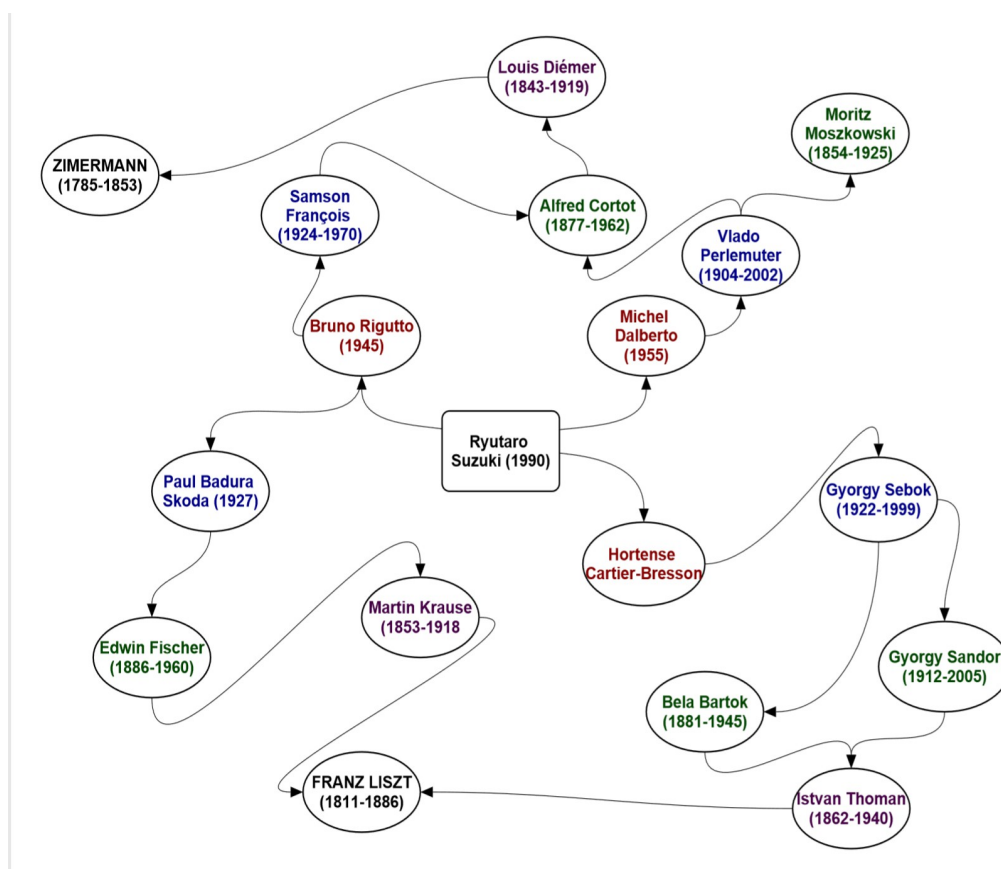 Louis Diémer
(1843-1919)
Moritz
Moszkowski
(1854-1925)
ZIMERMANN
(1785-1853)
Samson
François
(1924-1970)
Alfred Cortot
(1877-1962)
Vlado
Perlemuter
(1904-2002)
Bruno Rigutto
(1945)
Michel
Dalberto
(1955)
Ryutaro
Suzuki (1990)
Paul Badura
Skoda (1927)
Gyorgy Sebok
(1922-1999)
Hortense
Cartier-Bresson
Martin Krause
(1853-1918
Edwin Fischer
(1886-1960)
Gyorgy Sandor
(1912-2005)
Bela Bartok
(1881-1945)
FRANZ LISZT
(1811-1886)
Istvan Thoman
(1862-1940)